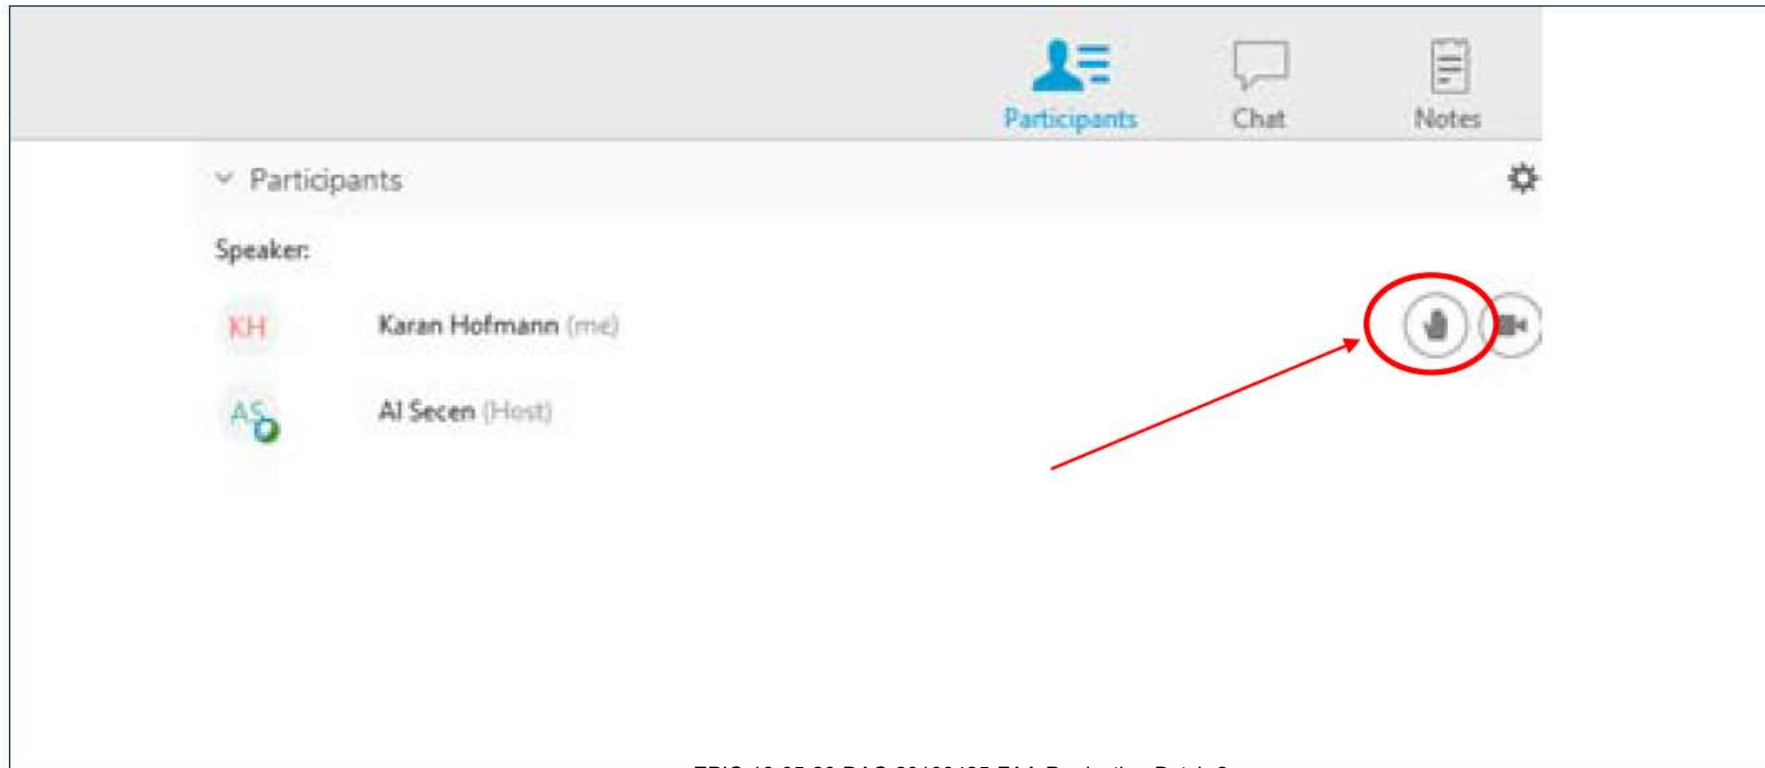 Participants Chat Notes
Participants
Speaker:
KH Karan Hofmann (me)
AS Al Secen (Host)